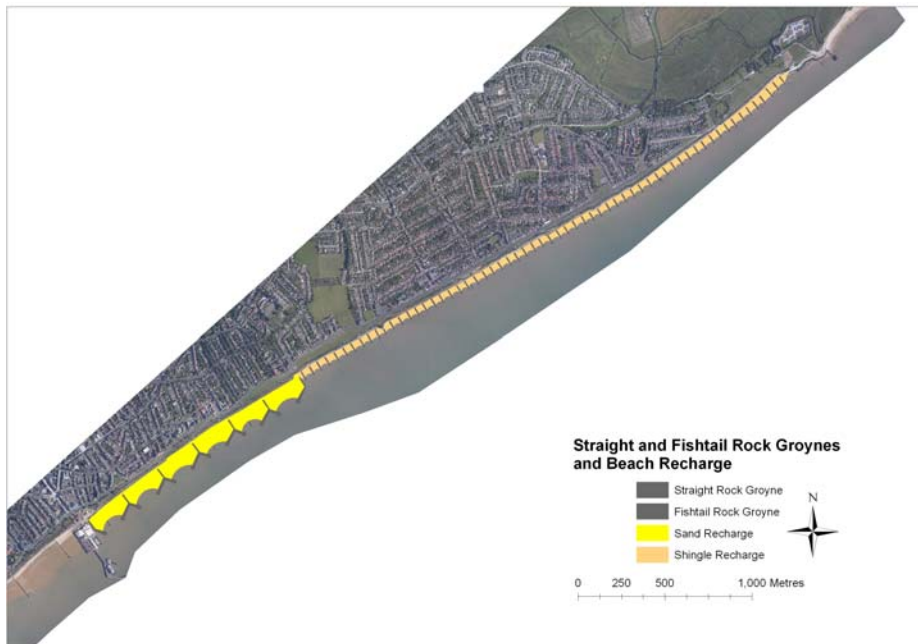 Straight and Fishtail Rock Groynes
and Beach Recharge
Straight Rock Groyne
Fishtail Rock Groyne
Sand Recharge
Shingle Recharge
N
0 250 500 1,000 Metres